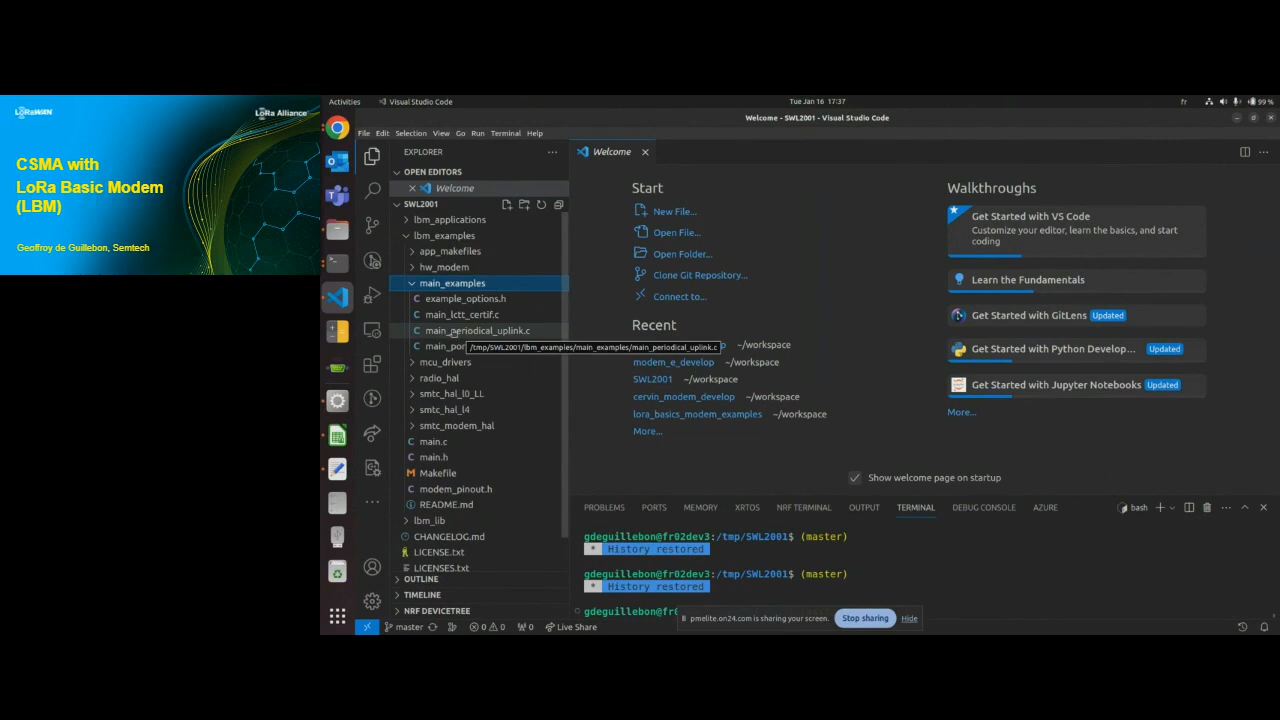 LoRaWAN
LoRa Alliance
CSMA with
LoRa Basic Modem
(LBM)
Geoffroy de Guillebon, Semtech
Activities
Visual Studio Code
Tue Jan 16 17:37
fr
99 %
Welcome - SWL2001 - Visual Studio Code
File Edit Selection View Go Run Terminal Help
EXPLORER
OPEN EDITORS
Welcome
SWL2001
lbm_applications
lbm_examples
app_makefiles
hw_modem
main_examples
C example_options.h
C main_lctt_certif.c
C main_periodical_uplink.c
C main_por
/tmp/SWL2001/lbm_examples/main_examples/main_periodical_uplink.c
mcu_drivers
radio_hal
smtc_hal_l0_LL
smtc_hal_l4
smtc_modem_hal
C main.c
C main.h
M Makefile
C modem_pinout.h
README.md
lbm_lib
CHANGELOG.md
LICENSE.txt
LICENSES.txt
OUTLINE
TIMELINE
NRF DEVICETREE
Welcome
Start
New File...
Open File...
Open Folder...
Clone Git Repository...
Connect to...
Recent
p ~/workspace
modem_e_develop ~/workspace
SWL2001 ~/workspace
cervin_modem_develop ~/workspace
lora_basics_modem_examples ~/workspace
More...
Walkthroughs
Get Started with VS Code
Customize your editor, learn the basics, and start
coding
Learn the Fundamentals
Get Started with GitLens Updated
Get Started with Python Develop... Updated
Get Started with Jupyter Notebooks Updated
More...
Show welcome page on startup
PROBLEMS PORTS MEMORY XRTOS NRF TERMINAL OUTPUT TERMINAL DEBUG CONSOLE AZURE
bash
gdeguillebon@fr02dev3:/tmp/SWL2001$ (master)
* History restored
gdeguillebon@fr02dev3:/tmp/SWL2001$ (master)
* History restored
gdeguillebon@fr0
pmelite.on24.com is sharing your screen. Stop sharing Hide
master 0 0 0 Live Share